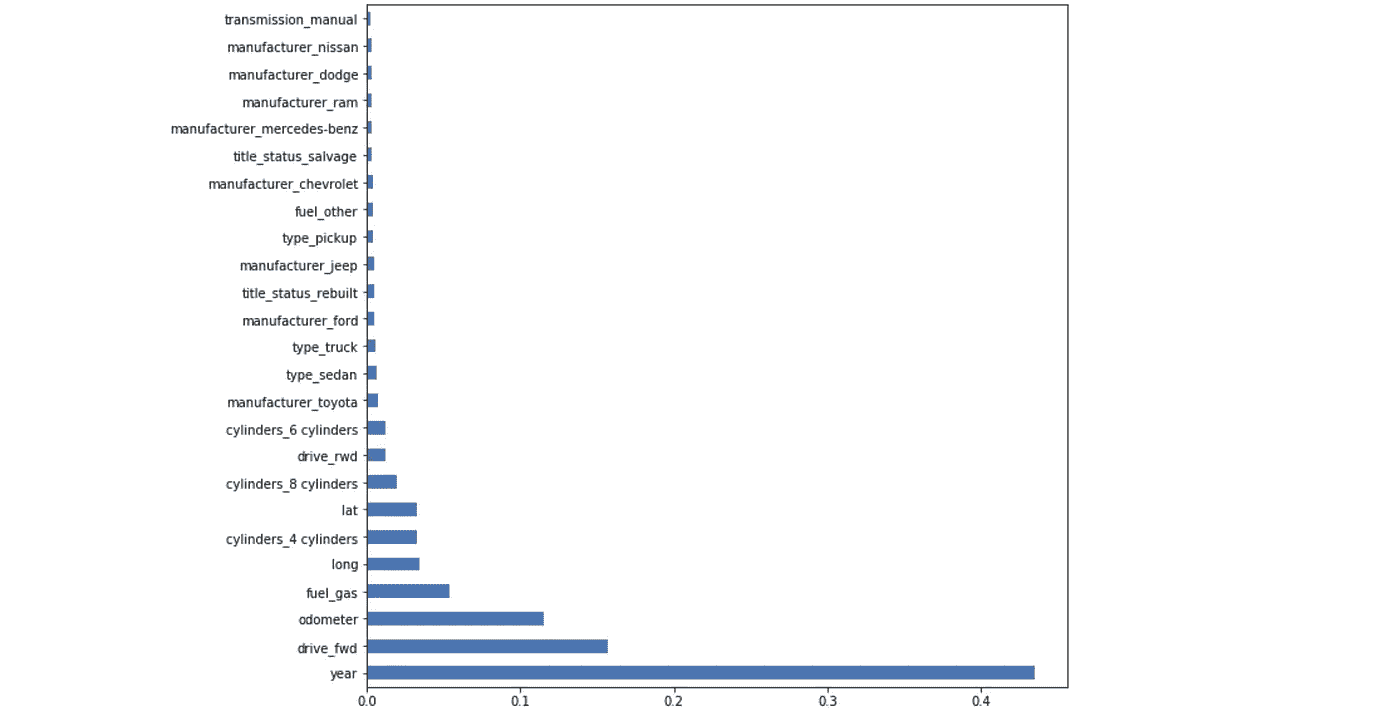 transmission_manual
manufacturer_nissan
manufacturer_dodge
manufacturer_ram
manufacturer_mercedes-benz
title_status_salvage
manufacturer_chevrolet
fuel_other
type_pickup
manufacturer_jeep
title_status_rebuilt
manufacturer_ford
type_truck
type_sedan
manufacturer_toyota
cylinders_6 cylinders
drive_rwd
cylinders_8 cylinders
lat
cylinders_4 cylinders
long
fuel_gas
odometer
drive_fwd
year
0.0 0.1 0.2 0.3 0.4